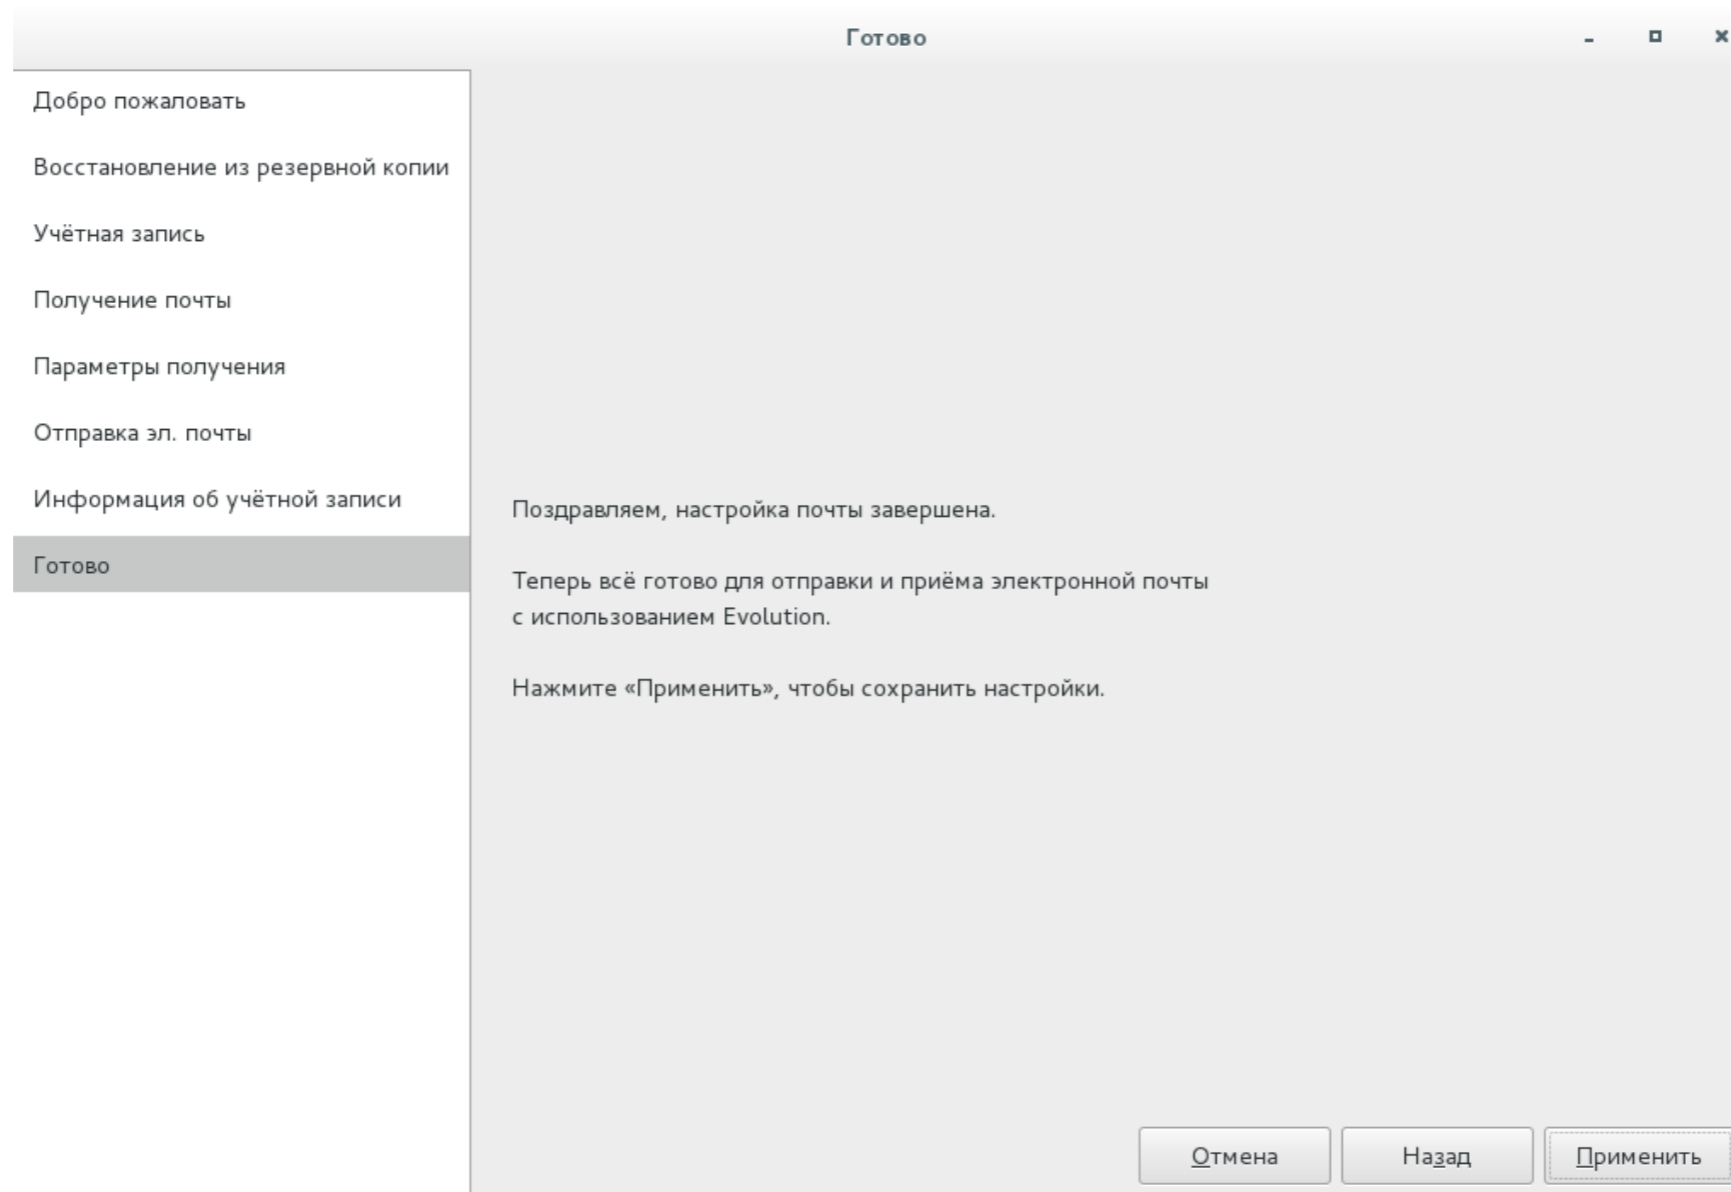 Готово
Добро пожаловать
Восстановление из резервной копии
Учётная запись
Получение почты
Параметры получения
Отправка эл. почты
Информация об учётной записи
Готово
Поздравляем, настройка почты завершена.
Теперь всё готово для отправки и приёма электронной почты
с использованием Evolution.
Нажмите «Применить», чтобы сохранить настройки.
Отмена
Назад
Применить